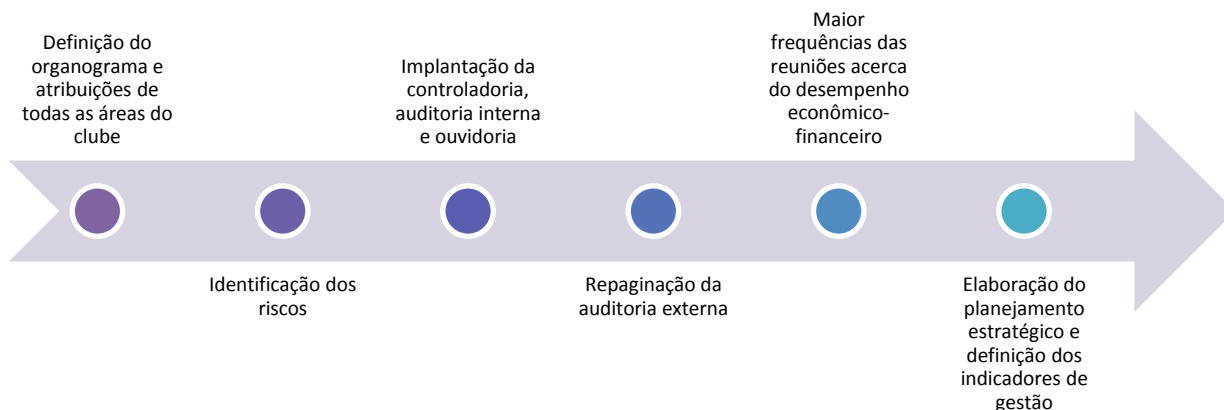 Definição do
organograma e
atribuições de
todas as áreas do
clube
Identificação dos
riscos
Implantação da
controladoria,
auditoria interna
e ouvidoria
Repaginação da
auditoria externa
Maior
frequências das
reuniões acerca
do desempenho
econômico-
financeiro
Elaboração do
planejamento
estratégico e
definição dos
indicadores de
gestão